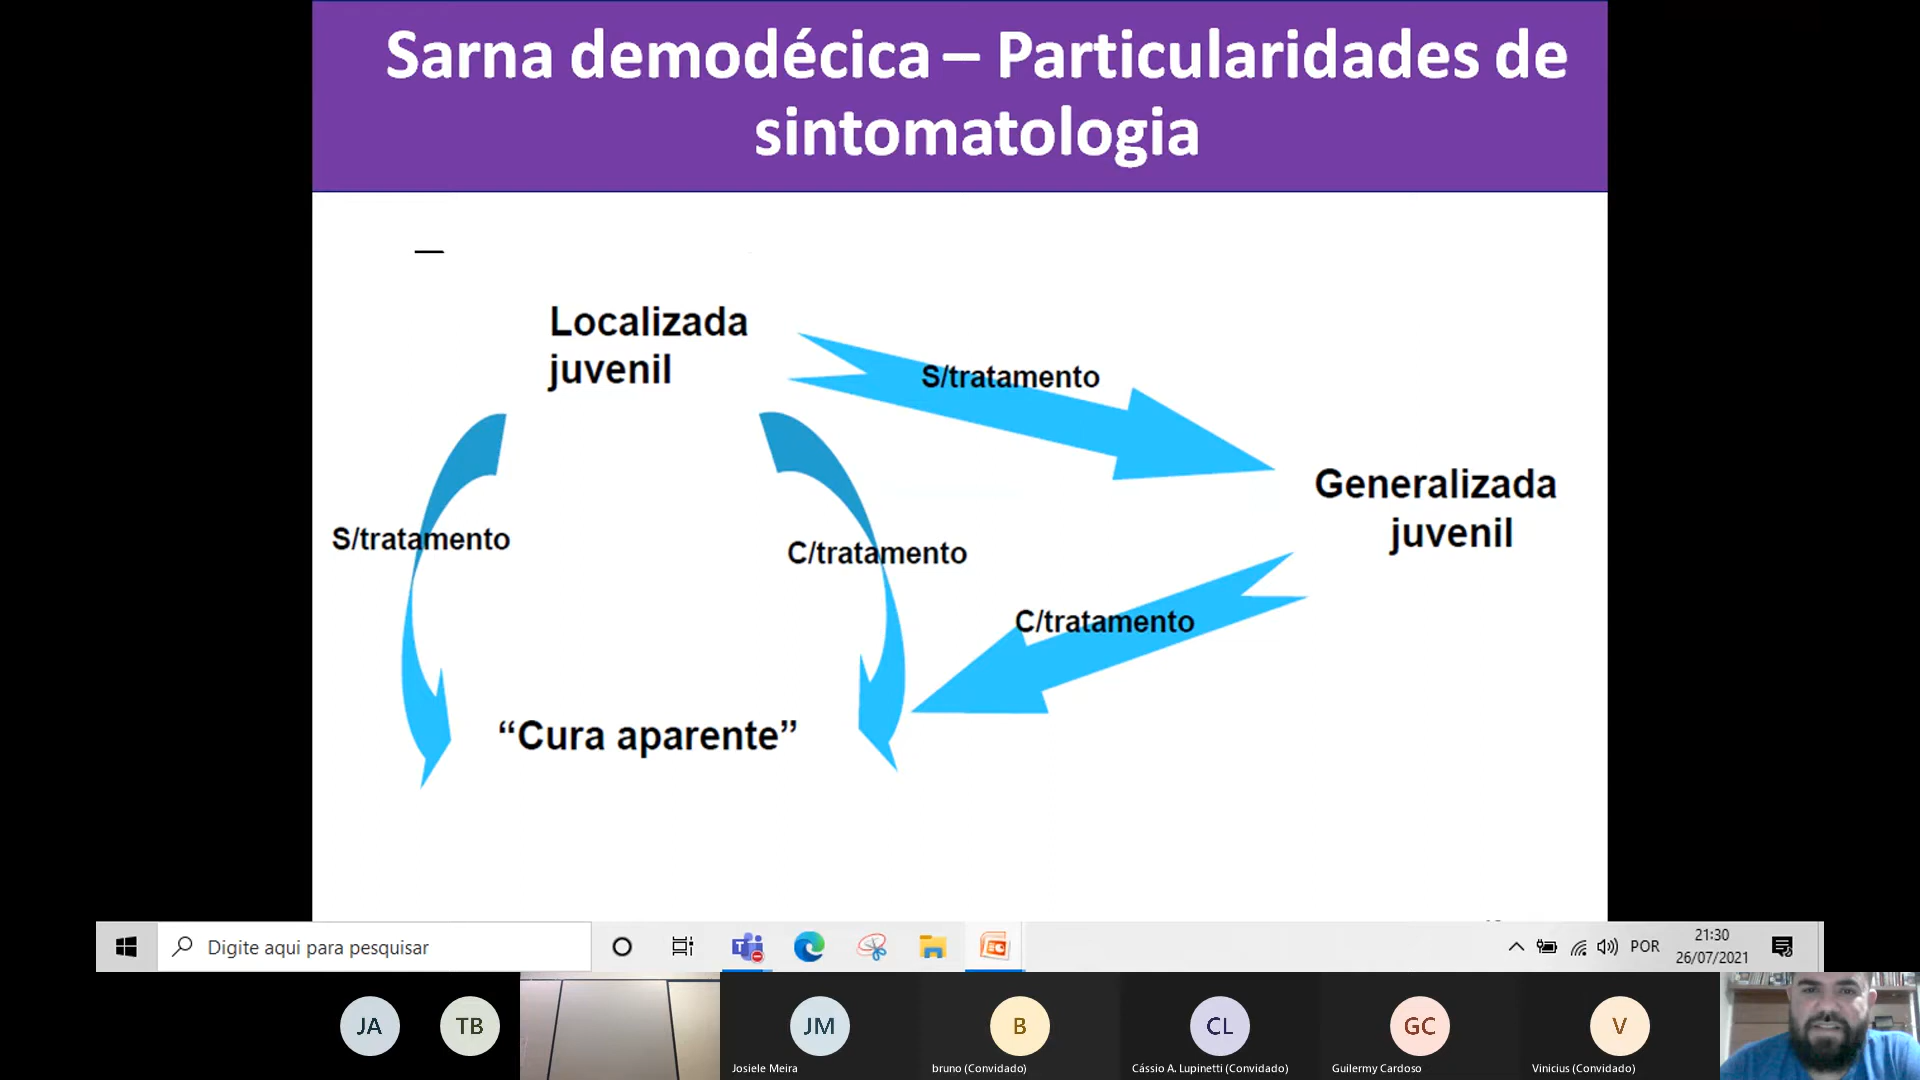 Sarna demodécica – Particularidades de
sintomatologia
Localizada
juvenil
S/tratamento
Generalizada
juvenil
S/tratamento
C/tratamento
C/tratamento
“Cura aparente”
Digite aqui para pesquisar
POR
21:30
26/07/2021
JA
TB
JM
B
CL
GC
V
Josiele Meira
bruno (Convidado)
Cássio A. Lupinetti (Convidado)
Guilermy Cardoso
Vinicius (Convidado)